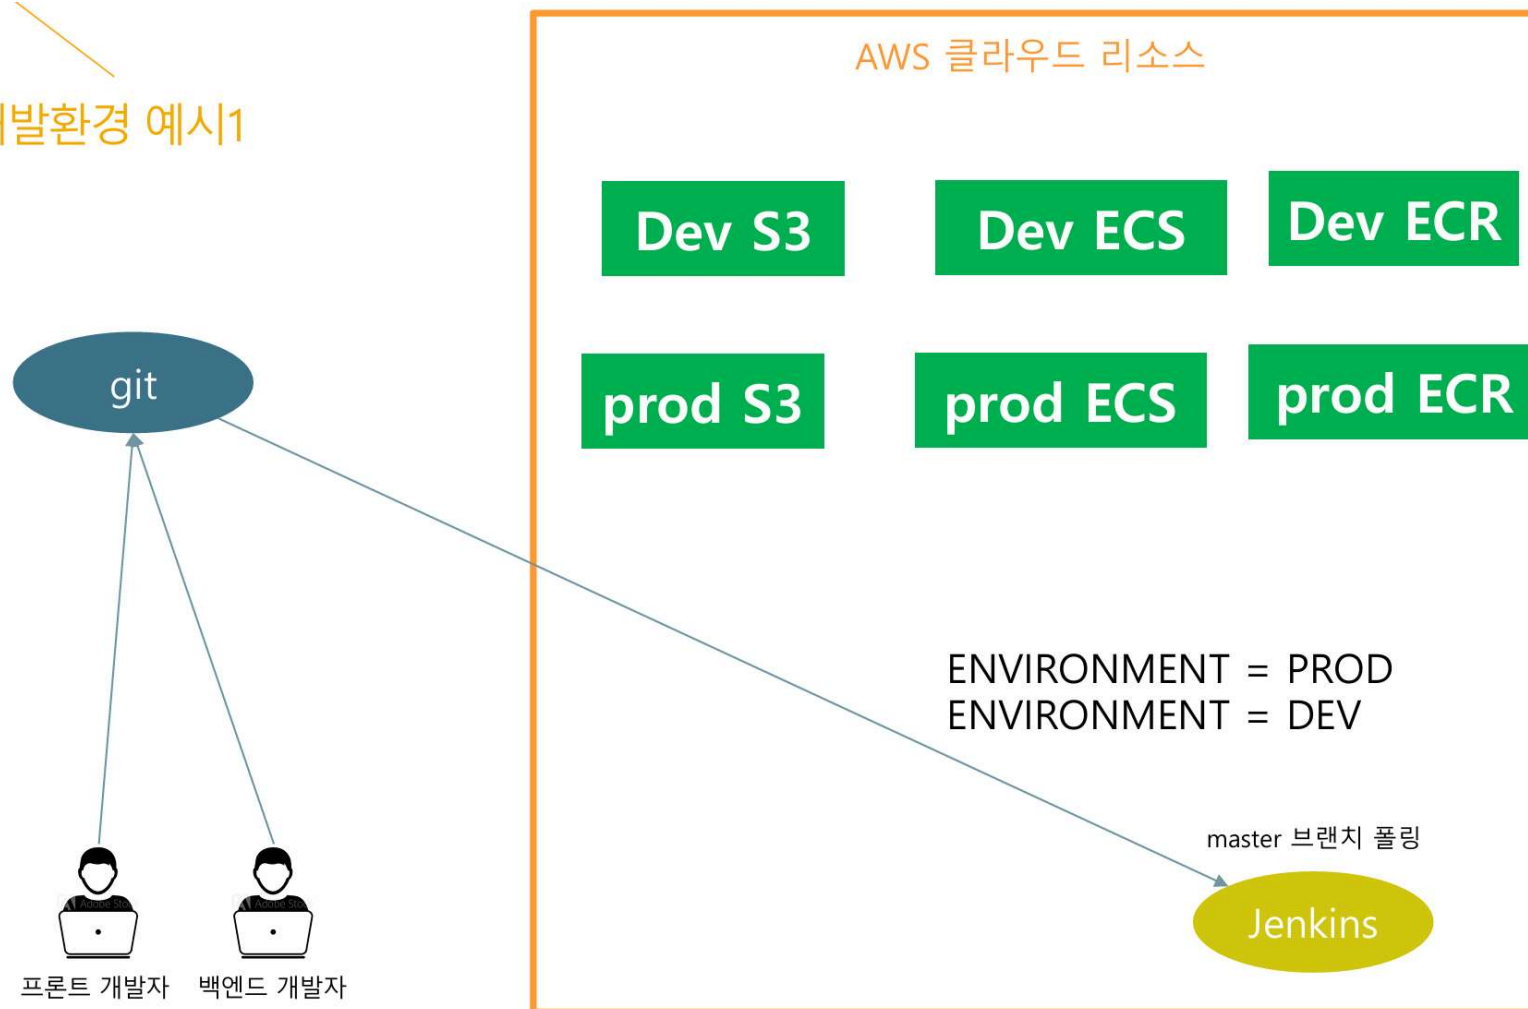 AWS 클라우드 리소스
발환경 예시1
Dev S3
Dev ECS
Dev ECR
prod S3
prod ECS
prod ECR
git
ENVIRONMENT = PROD
ENVIRONMENT = DEV
master 브랜치 폴링
Jenkins
프론트 개발자
백엔드 개발자